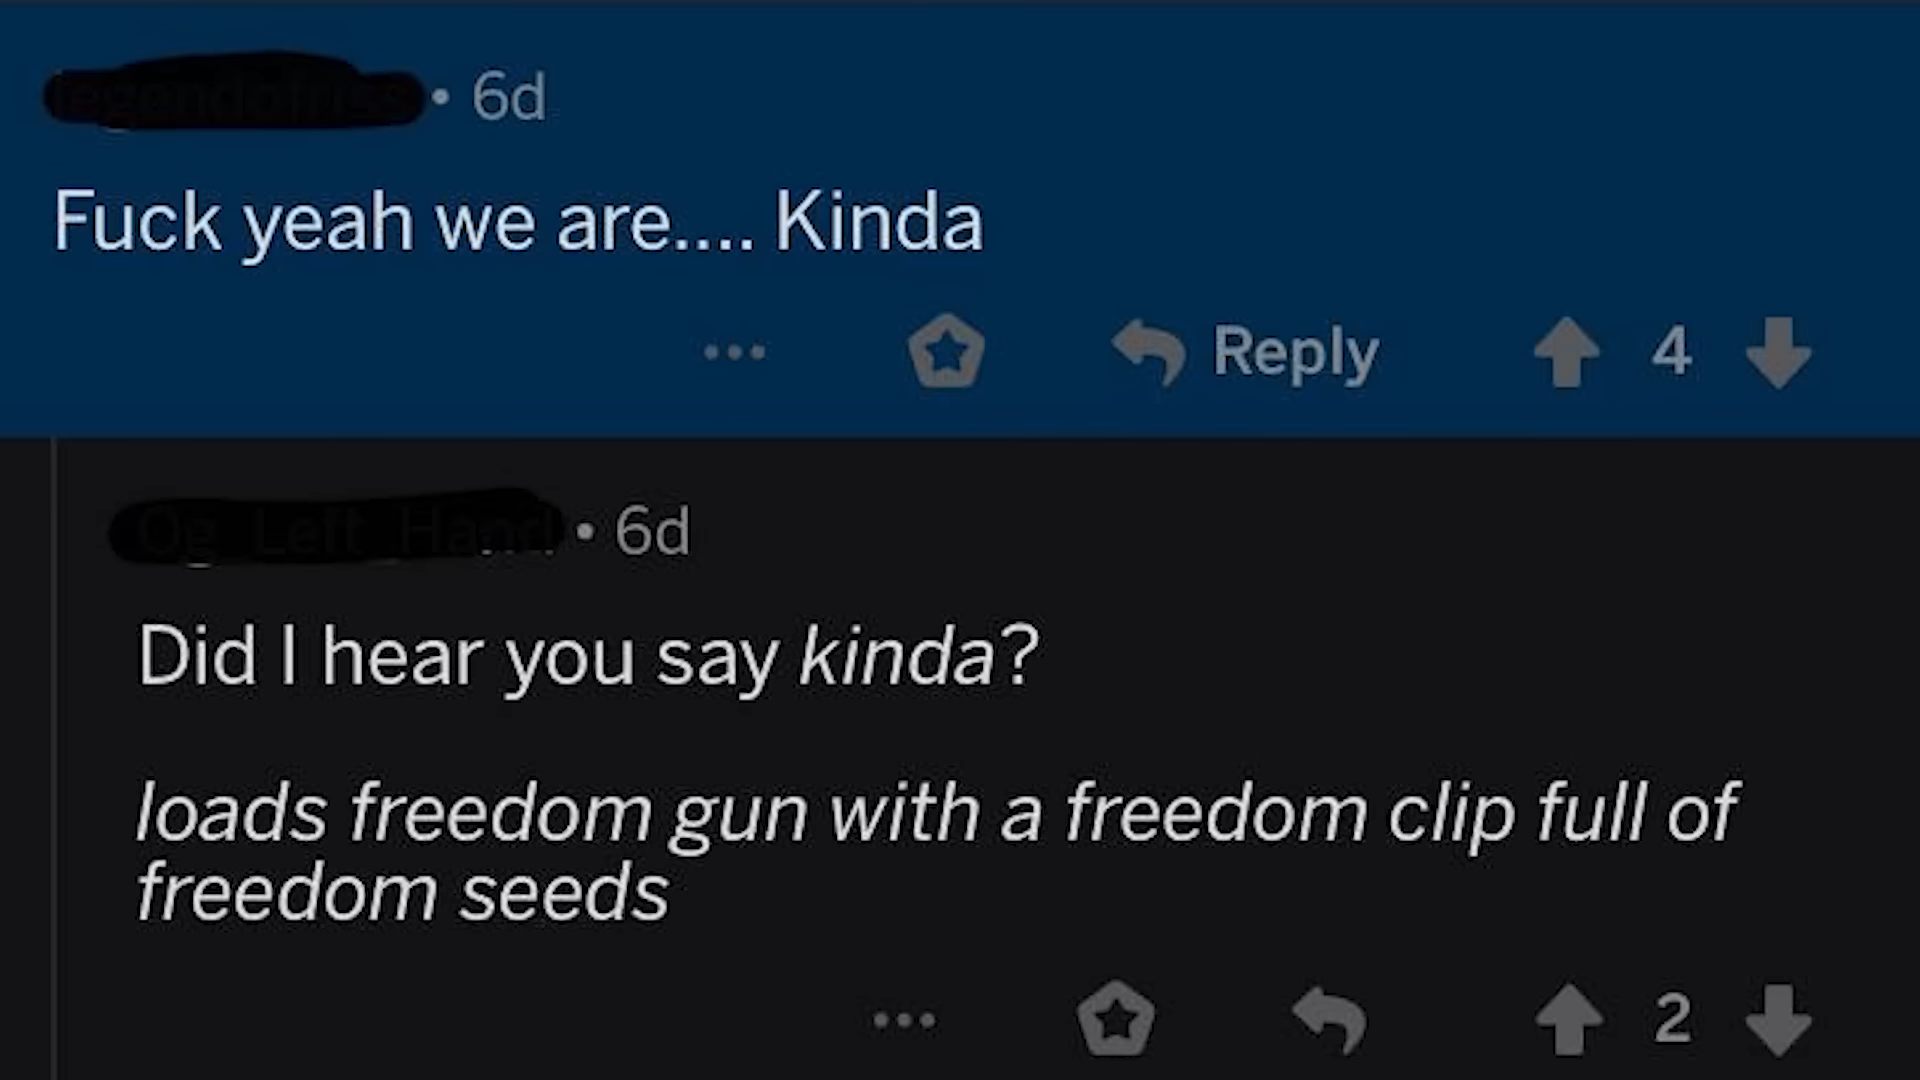 • 6d
Fuck yeah we are.... Kinda
... Reply 4
• 6d
Did I hear you say kinda?
loads freedom gun with a freedom clip full of
freedom seeds
... 2